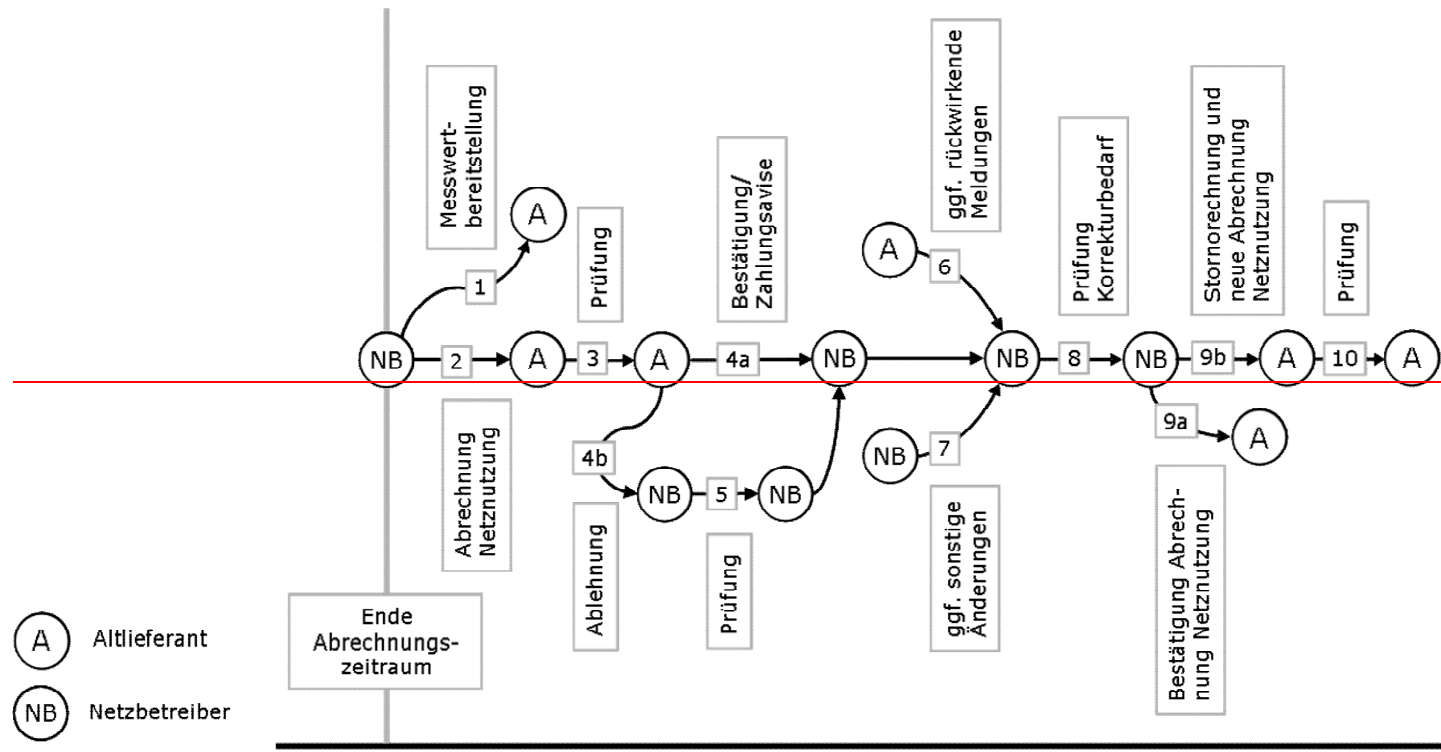 Messwert-
bereitstellung
A
1
NB
2
Abrechnung
Netznutzung
A
3
Prüfung
A
4a
Bestätigung/
Zahlungsavise
NB
4b
Ablehnung
NB
5
Prüfung
NB
A
6
ggf. rückwirkende
Meldungen
NB
7
ggf. sonstige
Änderungen
NB
8
Prüfung
Korrekturbedarf
NB
9b
Stornorechnung und
neue Abrechnung
Netznutzung
A
10
Prüfung
A
9a
Bestätigung Abrech-
nung Netznutzung
A
Ende
Abrechnungs-
zeitraum
A
Altlieferant
NB
Netzbetreiber